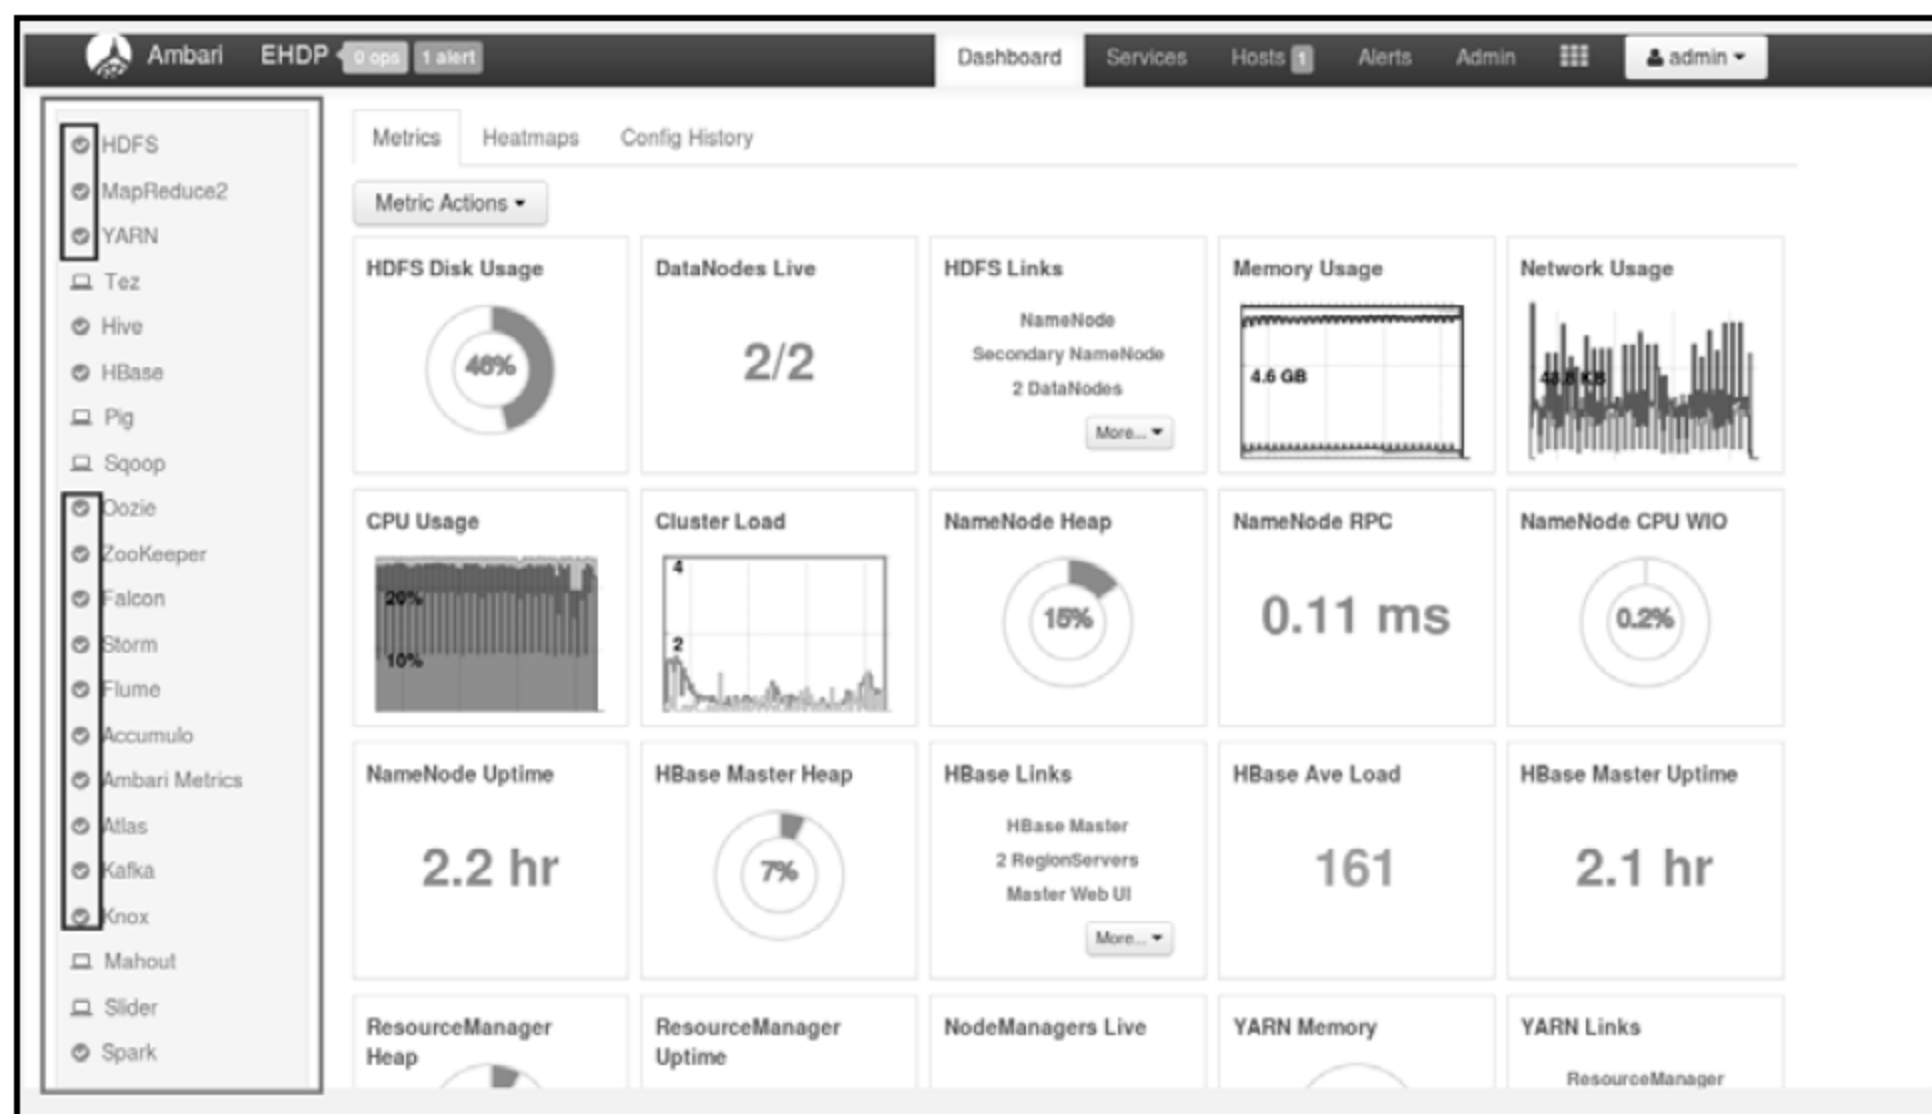 Ambari EHDP 0 ops 1 alert Dashboard Services Hosts 1 Alerts Admin admin
HDFS
MapReduce2
YARN
Tez
Hive
HBase
Pig
Sqoop
Oozie
ZooKeeper
Falcon
Storm
Flume
Accumulo
Ambari Metrics
Atlas
Kafka
Knox
Mahout
Slider
Spark
Metrics Heatmaps Config History
Metric Actions
HDFS Disk Usage
46%
DataNodes Live
2/2
HDFS Links
NameNode
Secondary NameNode
2 DataNodes
More...
Memory Usage
4.6 GB
Network Usage
CPU Usage
20%
10%
Cluster Load
4
2
NameNode Heap
15%
NameNode RPC
0.11 ms
NameNode CPU WIO
0.2%
NameNode Uptime
2.2 hr
HBase Master Heap
7%
HBase Links
HBase Master
2 RegionServers
Master Web UI
More...
HBase Ave Load
161
HBase Master Uptime
2.1 hr
ResourceManager
Heap
ResourceManager
Uptime
NodeManagers Live
YARN Memory
YARN Links
ResourceManager